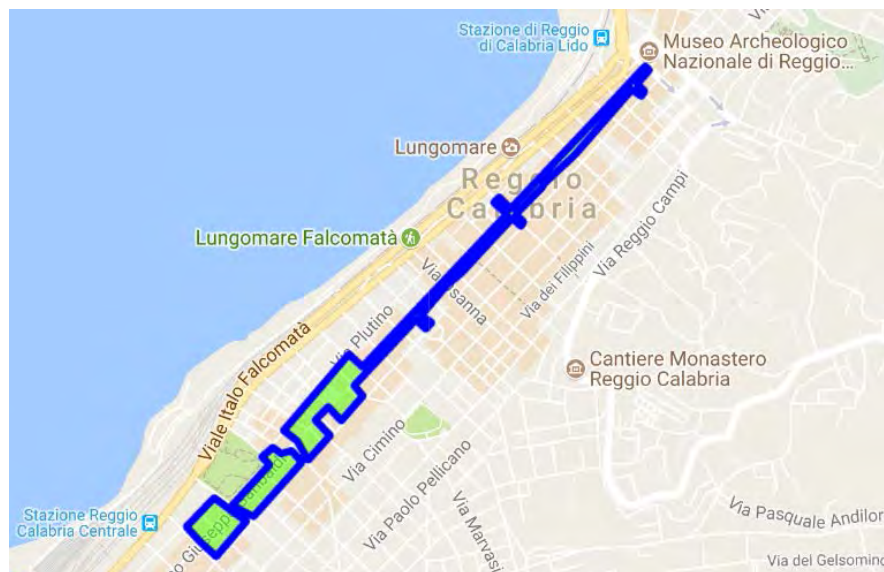 Stazione di Reggio
di Calabria Lido
Museo Archeologico
Nazionale di Reggio...
Lungomare
Reggio
Calabria
Via Reggio Campi
Lungomare Falcomatà
Via dei Filippini
Via Plutino
Viale Italo Falcomatà
Cantiere Monastero
Reggio Calabria
Via Cimino
Via Paolo Pellicano
Via Marvasi
Stazione Reggio
Calabria Centrale
Via Pasquale Andilor
Via del Gelsomino